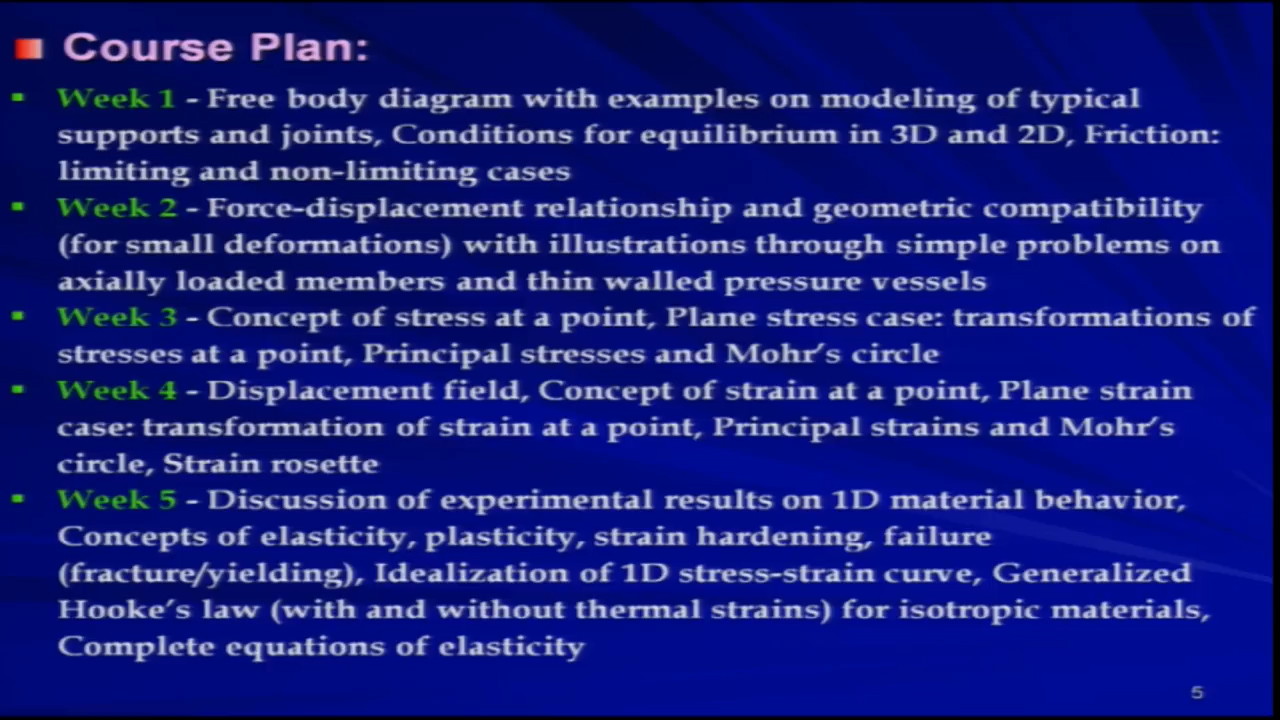 Course Plan:
Week 1 - Free body diagram with examples on modeling of typical
supports and joints, Conditions for equilibrium in 3D and 2D, Friction:
limiting and non-limiting cases
Week 2 - Force-displacement relationship and geometric compatibility
(for small deformations) with illustrations through simple problems on
axially loaded members and thin walled pressure vessels
Week 3 - Concept of stress at a point, Plane stress case: transformations of
stresses at a point, Principal stresses and Mohr's circle
Week 4 - Displacement field, Concept of strain at a point, Plane strain
case: transformation of strain at a point, Principal strains and Mohr's
circle, Strain rosette
Week 5 - Discussion of experimental results on 1D material behavior,
Concepts of elasticity, plasticity, strain hardening, failure
(fracture/yielding), Idealization of 1D stress-strain curve, Generalized
Hooke's law (with and without thermal strains) for isotropic materials,
Complete equations of elasticity
5